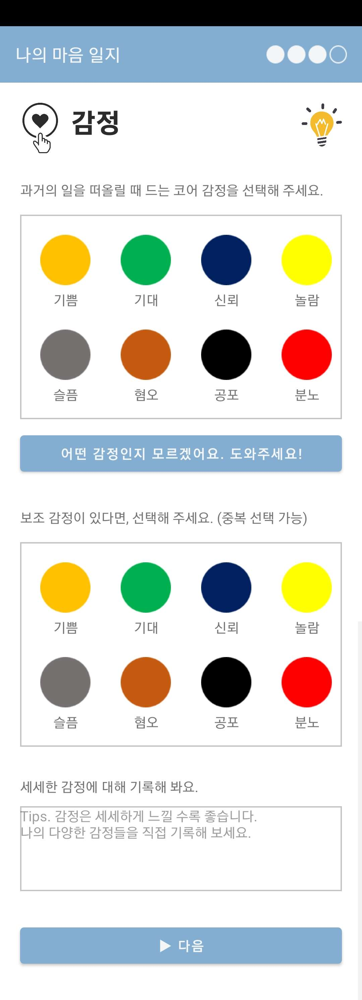 나의 마음 일지
감정
과거의 일을 떠올릴 때 드는 코어 감정을 선택해 주세요.
기쁨 기대 신뢰 놀람
슬픔 혐오 공포 분노
어떤 감정인지 모르겠어요. 도와주세요!
보조 감정이 있다면, 선택해 주세요. (중복 선택 가능)
기쁨 기대 신뢰 놀람
슬픔 혐오 공포 분노
세세한 감정에 대해 기록해 봐요.
Tips. 감정은 세세하게 느낄 수록 좋습니다.
나의 다양한 감정들을 직접 기록해 보세요.
▶ 다음